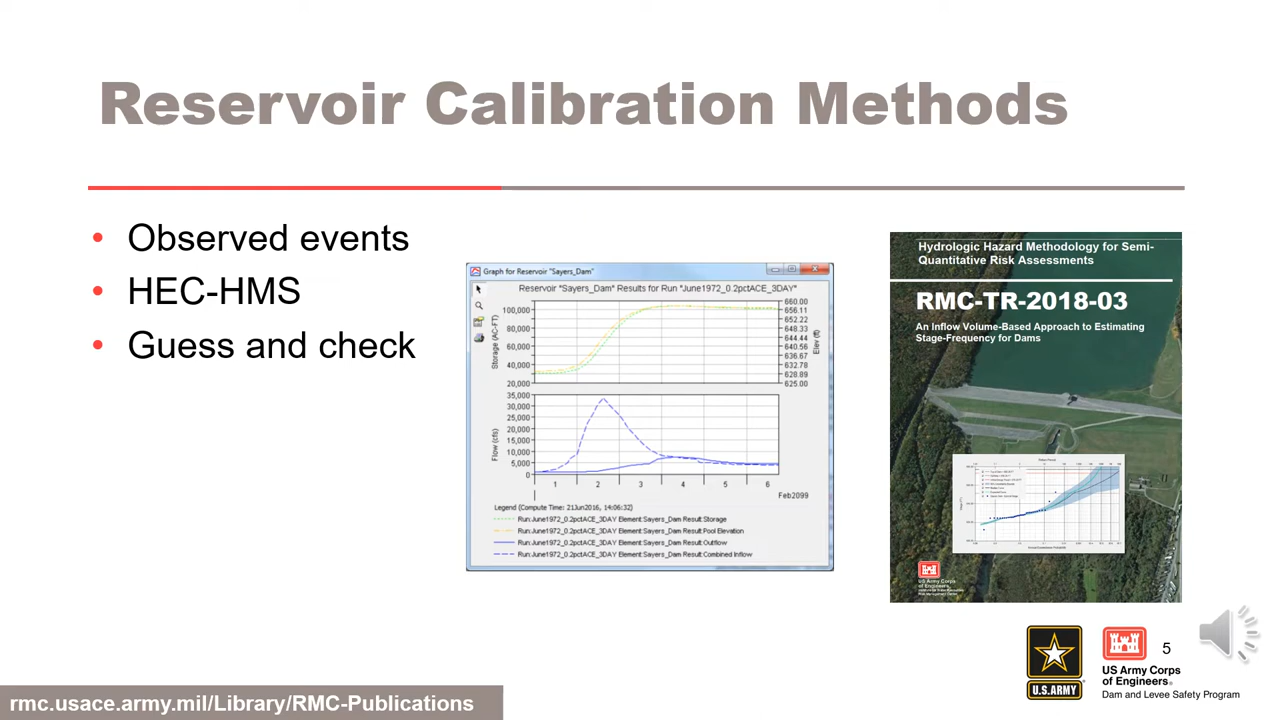 Reservoir Calibration Methods
• Observed events
• HEC-HMS
• Guess and check
Graph for Reservoir "Sayers_Dam"
Reservoir "Sayers_Dam" Results for Run "June1972_0.2pctACE_3DAY"
Storage (AC-FT)
100,000
80,000
60,000
40,000
20,000
660.00
656.11
652.22
648.33
644.44
640.56
636.67
632.78
628.89
625.00
Elev (ft)
Flow (cfs)
35,000
30,000
25,000
20,000
15,000
10,000
5,000
0
1 2 3 4 5 6
Feb2099
Legend (Compute Time: 21Jun2016, 14:06:32)
Run:June1972_0.2pctACE_3DAY Element:Sayers_Dam Result:Storage
Run:June1972_0.2pctACE_3DAY Element:Sayers_Dam Result:Pool Elevation
Run:June1972_0.2pctACE_3DAY Element:Sayers_Dam Result:Outflow
Run:June1972_0.2pctACE_3DAY Element:Sayers_Dam Result:Combined Inflow
Hydrologic Hazard Methodology for Semi-
Quantitative Risk Assessments
RMC-TR-2018-03
An Inflow Volume-Based Approach to Estimating
Stage-Frequency for Dams
US Army Corps
of Engineers
U.S.ARMY
US Army Corps
of Engineers®
Dam and Levee Safety Program
5
rmc.usace.army.mil/Library/RMC-Publications